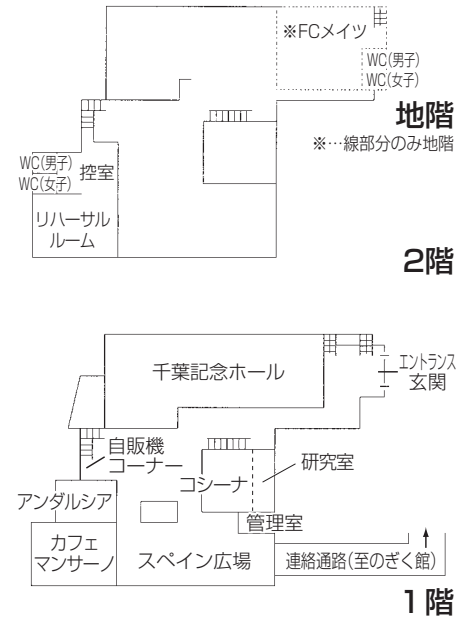 ※FCメイツ
WC(男子)
WC(女子)
地階
※…線部分のみ地階
WC(男子)
WC(女子)
控室
リハーサル
ルーム
2階
千葉記念ホール
エントランス
玄関
自販機
コーナー
コシーナ
研究室
アンダルシア
管理室
カフェ
マンサーノ
スペイン広場
連絡通路(至のぎく館)
1階